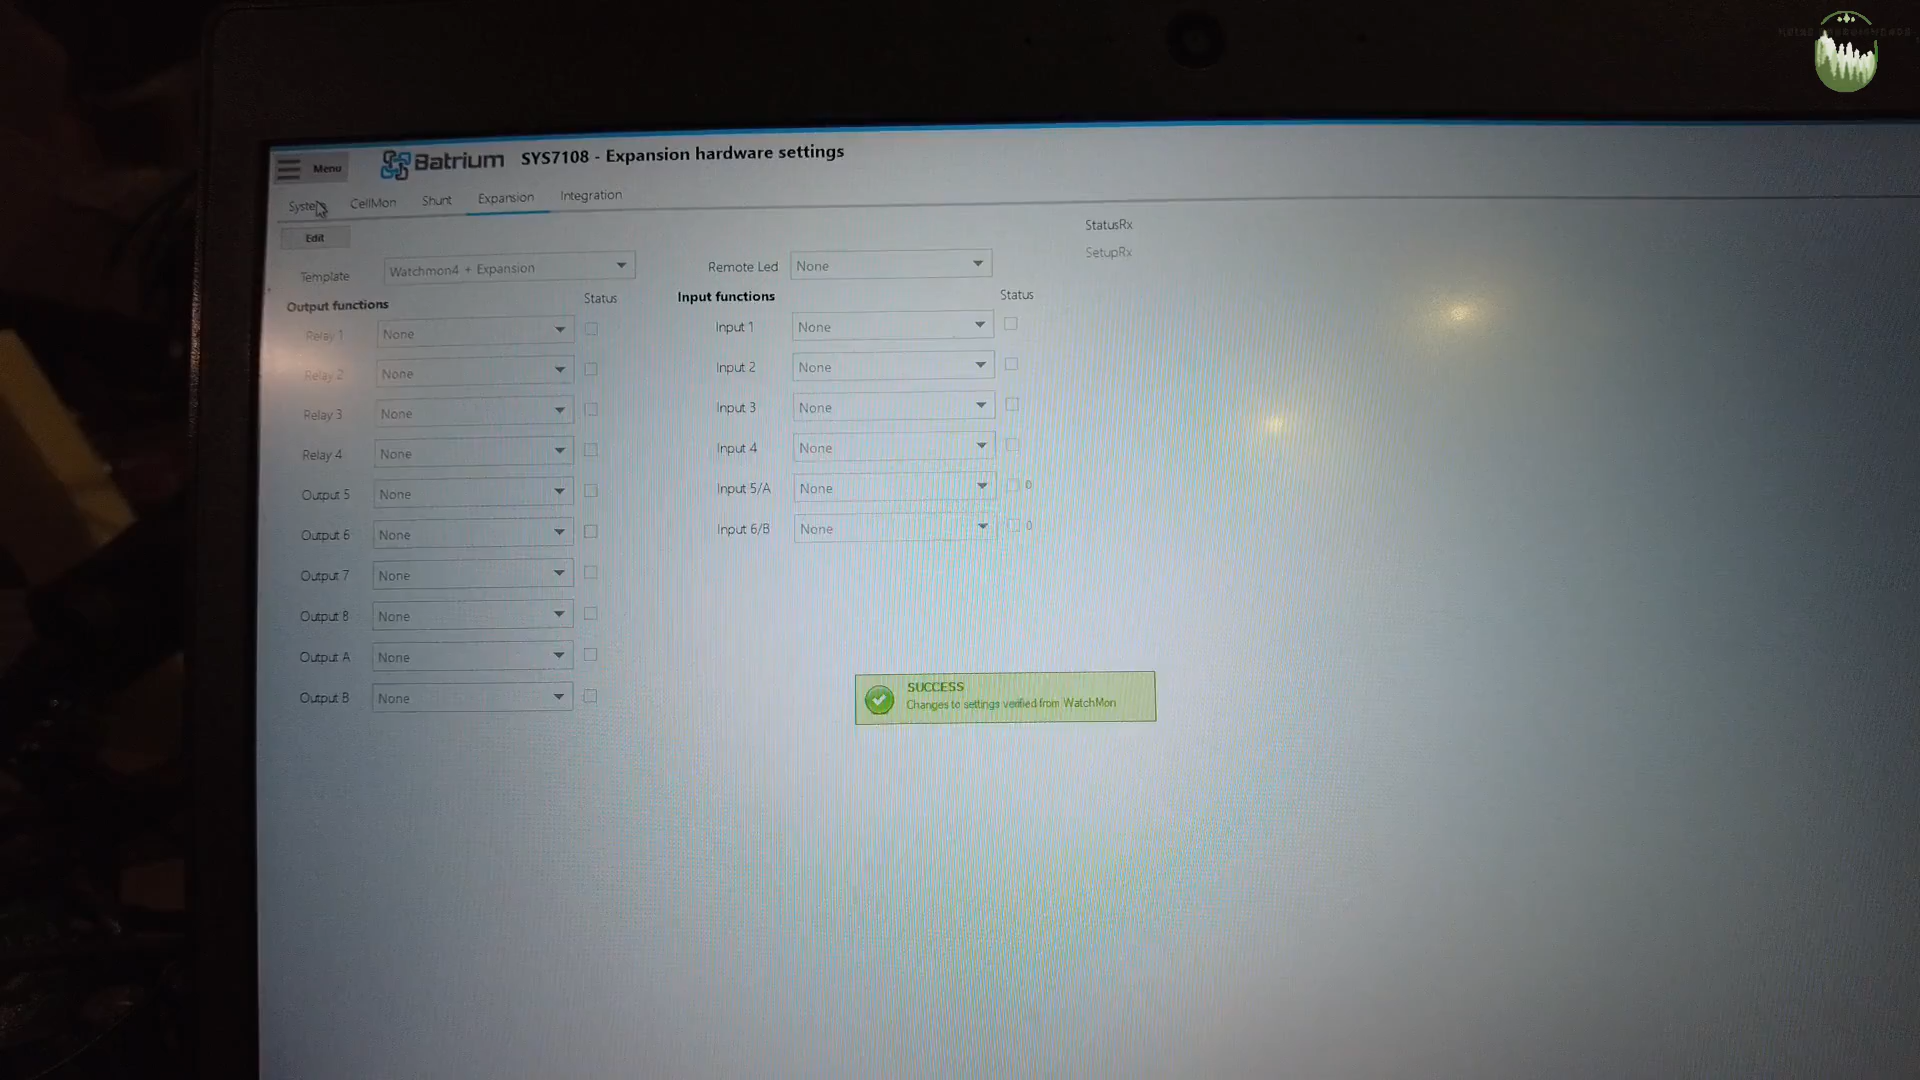 Menu
Batrium
SYS7108 - Expansion hardware settings
System
CellMon
Shunt
Expansion
Integration
Edit
StatusRx
SetupRx
Template
Watchmon4 + Expansion
Remote Led
None
Output functions
Status
Input functions
Status
Relay 1
None
Input 1
None
Relay 2
None
Input 2
None
Relay 3
None
Input 3
None
Relay 4
None
Input 4
None
Output 5
None
Input 5/A
None
0
Output 6
None
Input 6/B
None
0
Output 7
None
Output 8
None
Output A
None
Output B
None
SUCCESS
Changes to settings verified from WatchMon